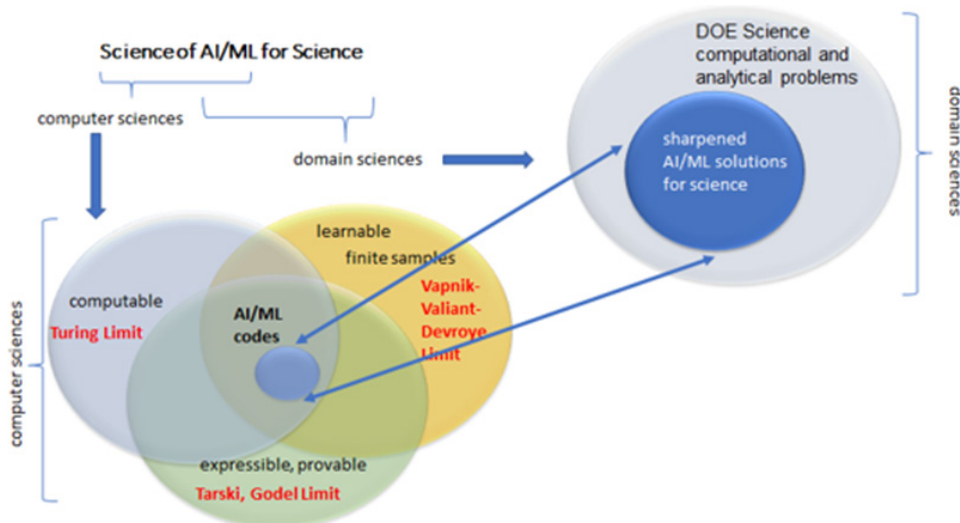 Science of AI/ML for Science
computer sciences
domain sciences
DOE Science
computational and
analytical problems
sharpened
AI/ML solutions
for science
domain sciences
learnable
finite samples
Vapnik-
Valiant-
Devroye
Limit
computable
Turing Limit
AI/ML
codes
expressible, provable
Tarski, Godel Limit
computer sciences